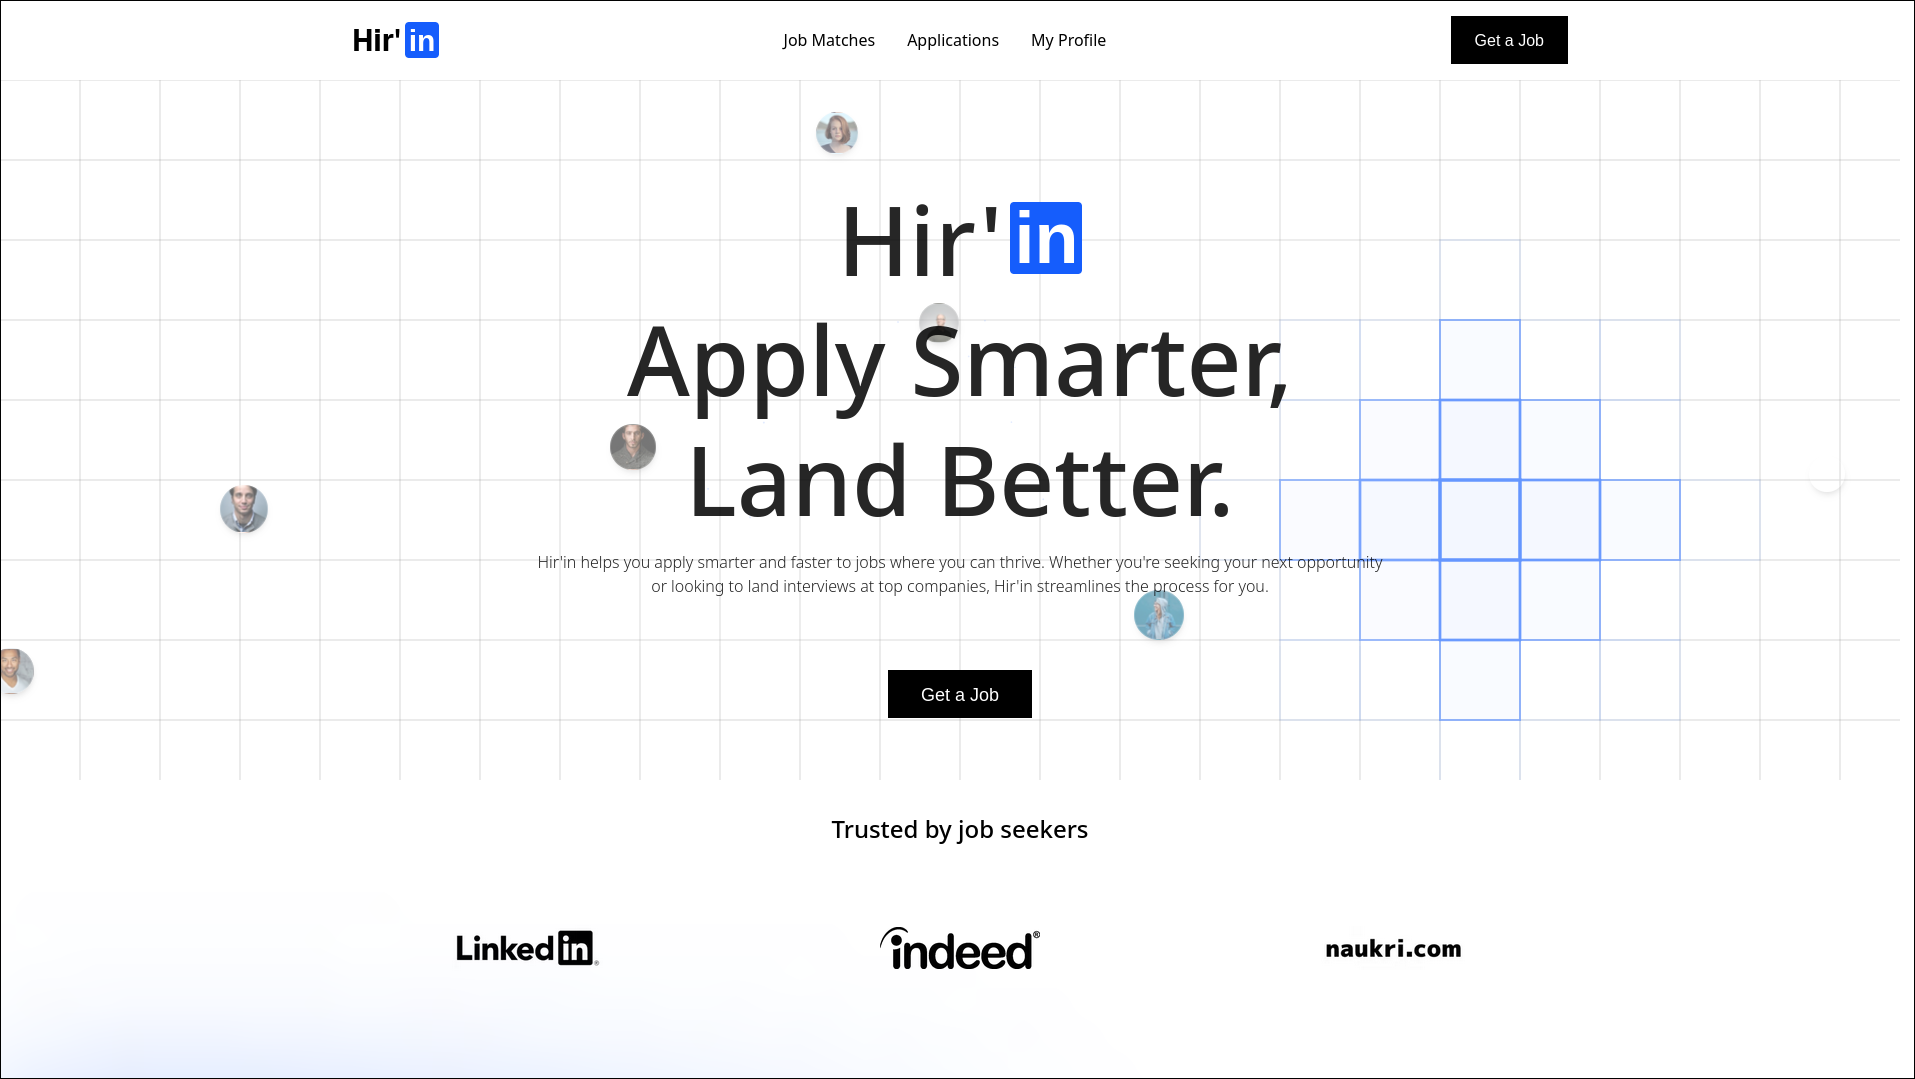 Hir'in
Job Matches
Applications
My Profile
Get a Job
Hir'in
Apply Smarter,
Land Better.
Hir'in helps you apply smarter and faster to jobs where you can thrive. Whether you're seeking your next opportunity
or looking to land interviews at top companies, Hir'in streamlines the process for you.
Get a Job
Trusted by job seekers
Linkedin®
indeed®
naukri.com